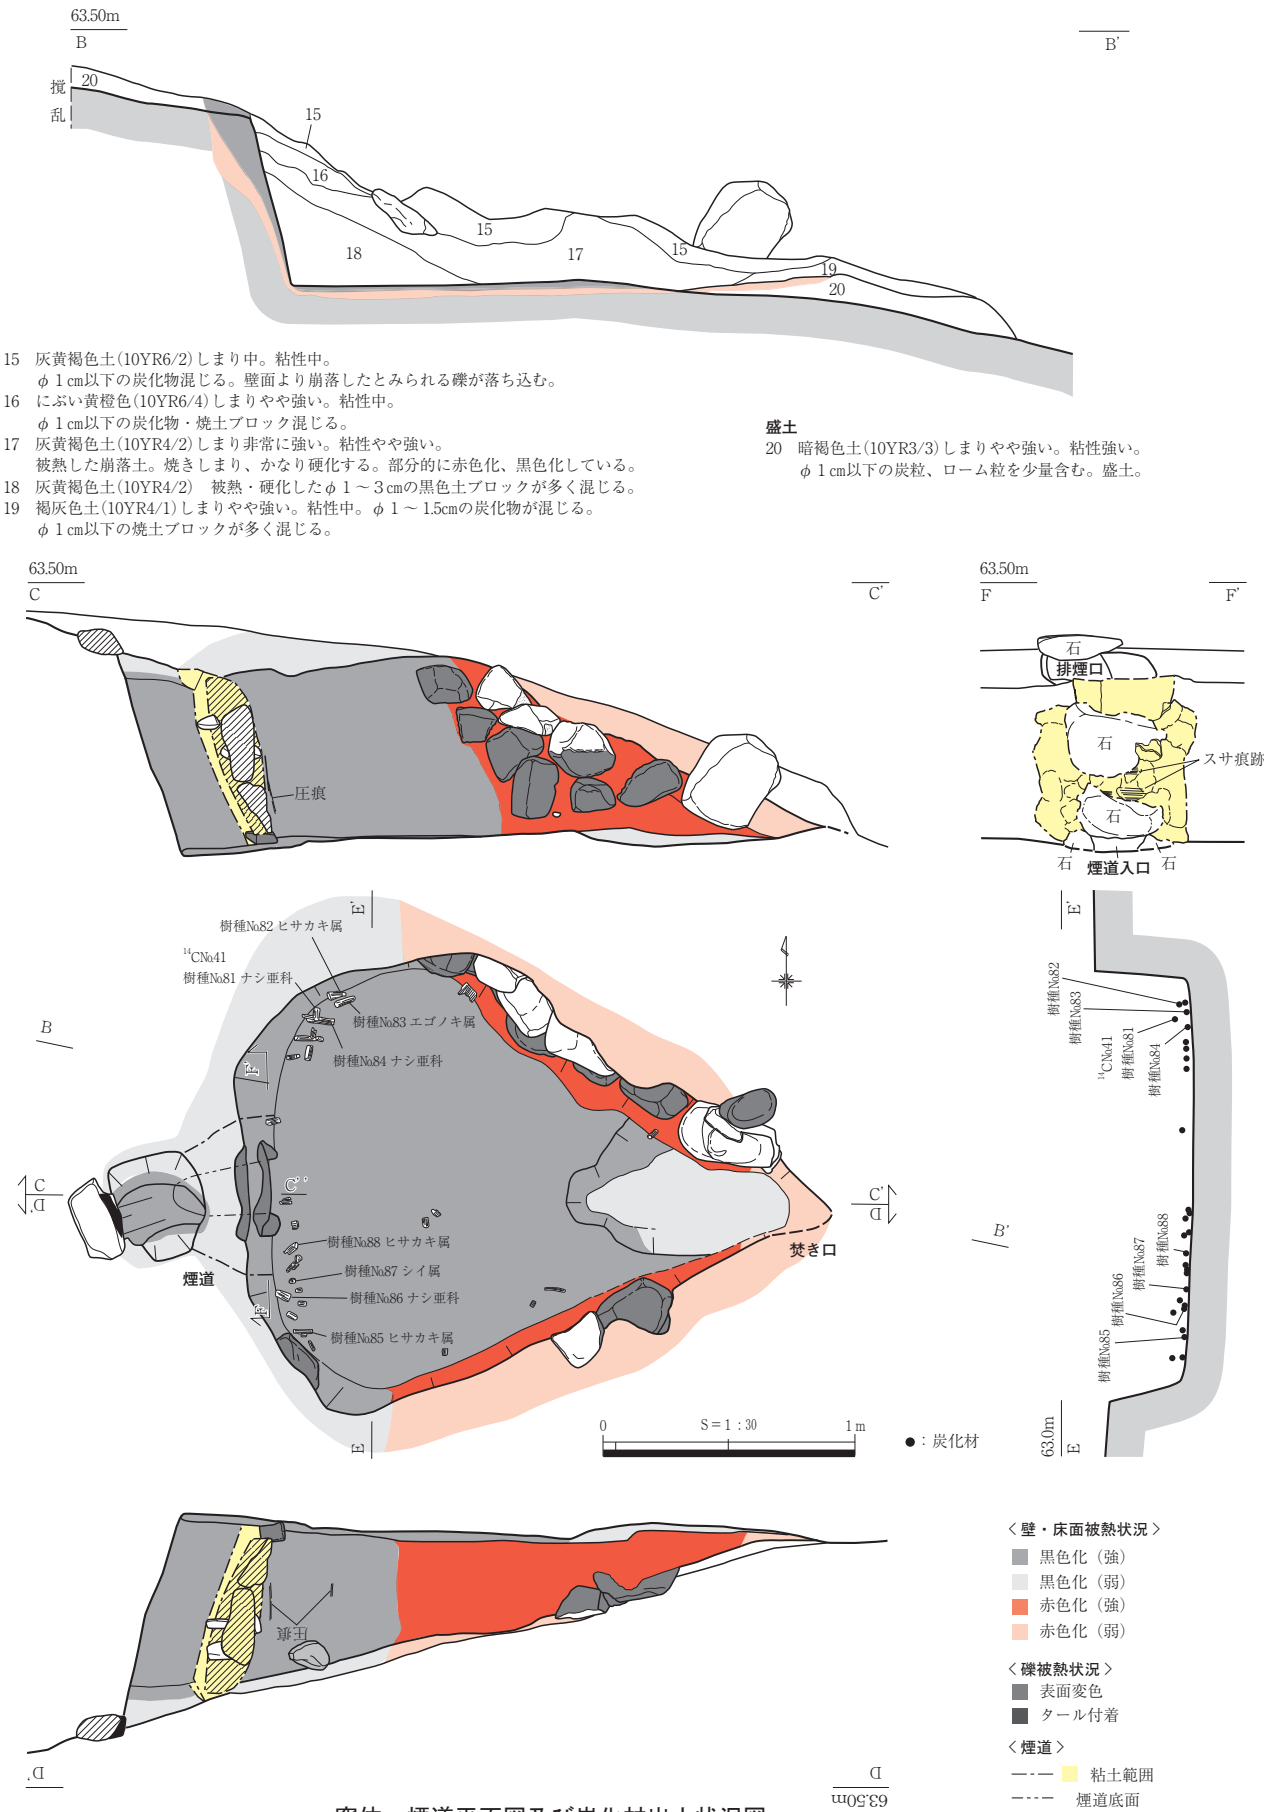 63.50m
B
B'
撹
乱
20
15
16
18
15
17
15
19
20
15 灰黄褐色土(10YR6/2)しまり中。粘性中。
φ1cm以下の炭化物混じる。壁面より崩落したとみられる礫が落ち込む。
16 にぶい黄橙色(10YR6/4)しまりやや強い。粘性中。
φ1cm以下の炭化物・焼土ブロック混じる。
17 灰黄褐色土(10YR4/2)しまり非常に強い。粘性やや強い。
被熱した崩落土。焼きしまり、かなり硬化する。部分的に赤色化、黒色化している。
18 灰黄褐色土(10YR4/2) 被熱・硬化したφ1～3cmの黒色土ブロックが多く混じる。
19 褐灰色土(10YR4/1)しまりやや強い。粘性中。φ1～1.5cmの炭化物が混じる。
φ1cm以下の焼土ブロックが多く混じる。
盛土
20 暗褐色土(10YR3/3)しまりやや強い。粘性強い。
φ1cm以下の炭粒、ローム粒を少量含む。盛土。
63.50m
C
C'
圧痕
63.50m
F
F'
石
排煙口
石
スサ痕跡
石
石
煙道入口
石
E'
樹種No.82 ヒサカキ属
14CNo.41
樹種No.81 ナシ亜科
樹種No.83 エゴノキ属
樹種No.84 ナシ亜科
B
F'
C
D'
C''
C'
D
B'
樹種No.88 ヒサカキ属
焚き口
煙道
樹種No.87 シイ属
樹種No.86 ナシ亜科
F
樹種No.85 ヒサカキ属
E
0
S=1：30
1m
●：炭化材
E'
樹種No.82
樹種No.83
14CNo.41
樹種No.81
樹種No.84
樹種No.88
樹種No.87
樹種No.86
樹種No.85
63.0m
E
圧痕
D'
D
63.50m
〈壁・床面被熱状況〉
黒色化（強）
黒色化（弱）
赤色化（強）
赤色化（弱）
〈礫被熱状況〉
表面変色
タール付着
〈煙道〉
粘土範囲
煙道底面